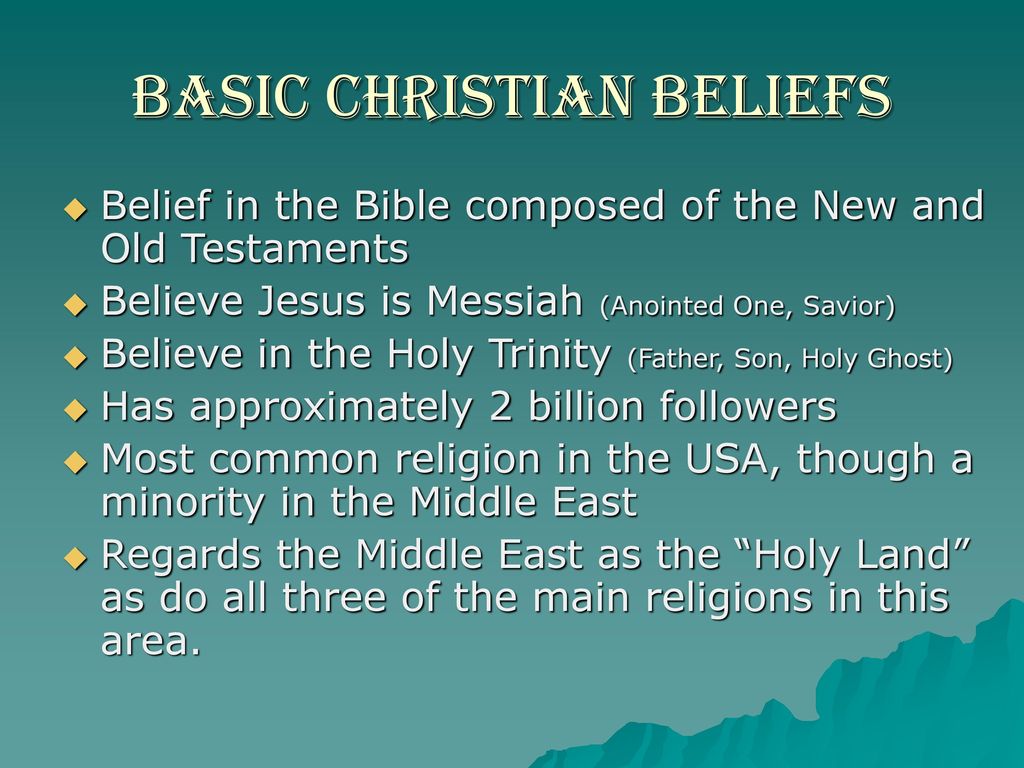 BASIC CHRISTIAN BELIEFS
◆ Belief in the Bible composed of the New and
Old Testaments
◆ Believe Jesus is Messiah (Anointed One, Savior)
◆ Believe in the Holy Trinity (Father, Son, Holy Ghost)
◆ Has approximately 2 billion followers
◆ Most common religion in the USA, though a
minority in the Middle East
◆ Regards the Middle East as the “Holy Land”
as do all three of the main religions in this
area.